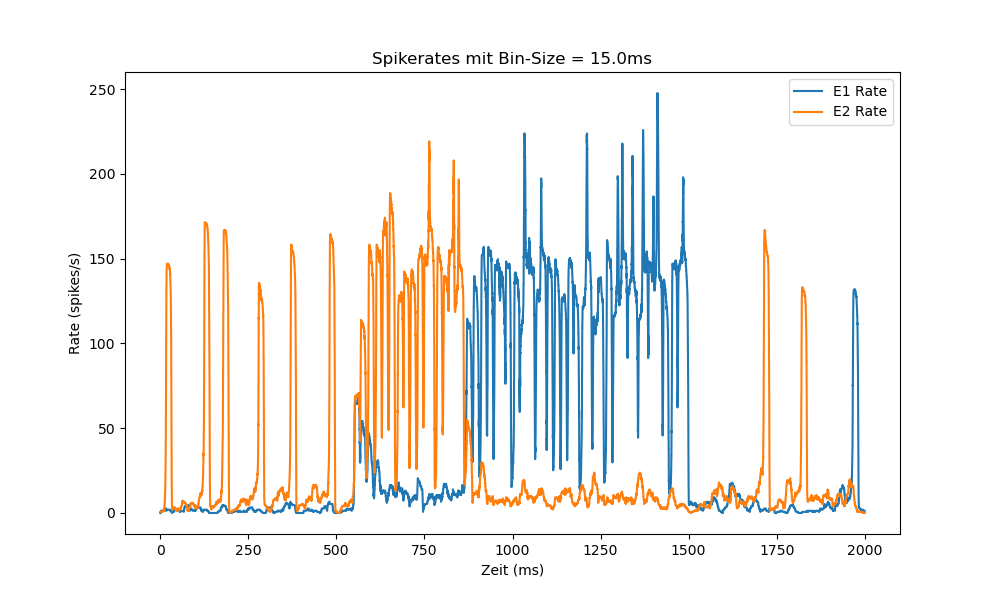 Spikerates mit Bin-Size = 15.0ms
E1 Rate
E2 Rate
Rate (spikes/s)
250
200
150
100
50
0
0 250 500 750 1000 1250 1500 1750 2000
Zeit (ms)